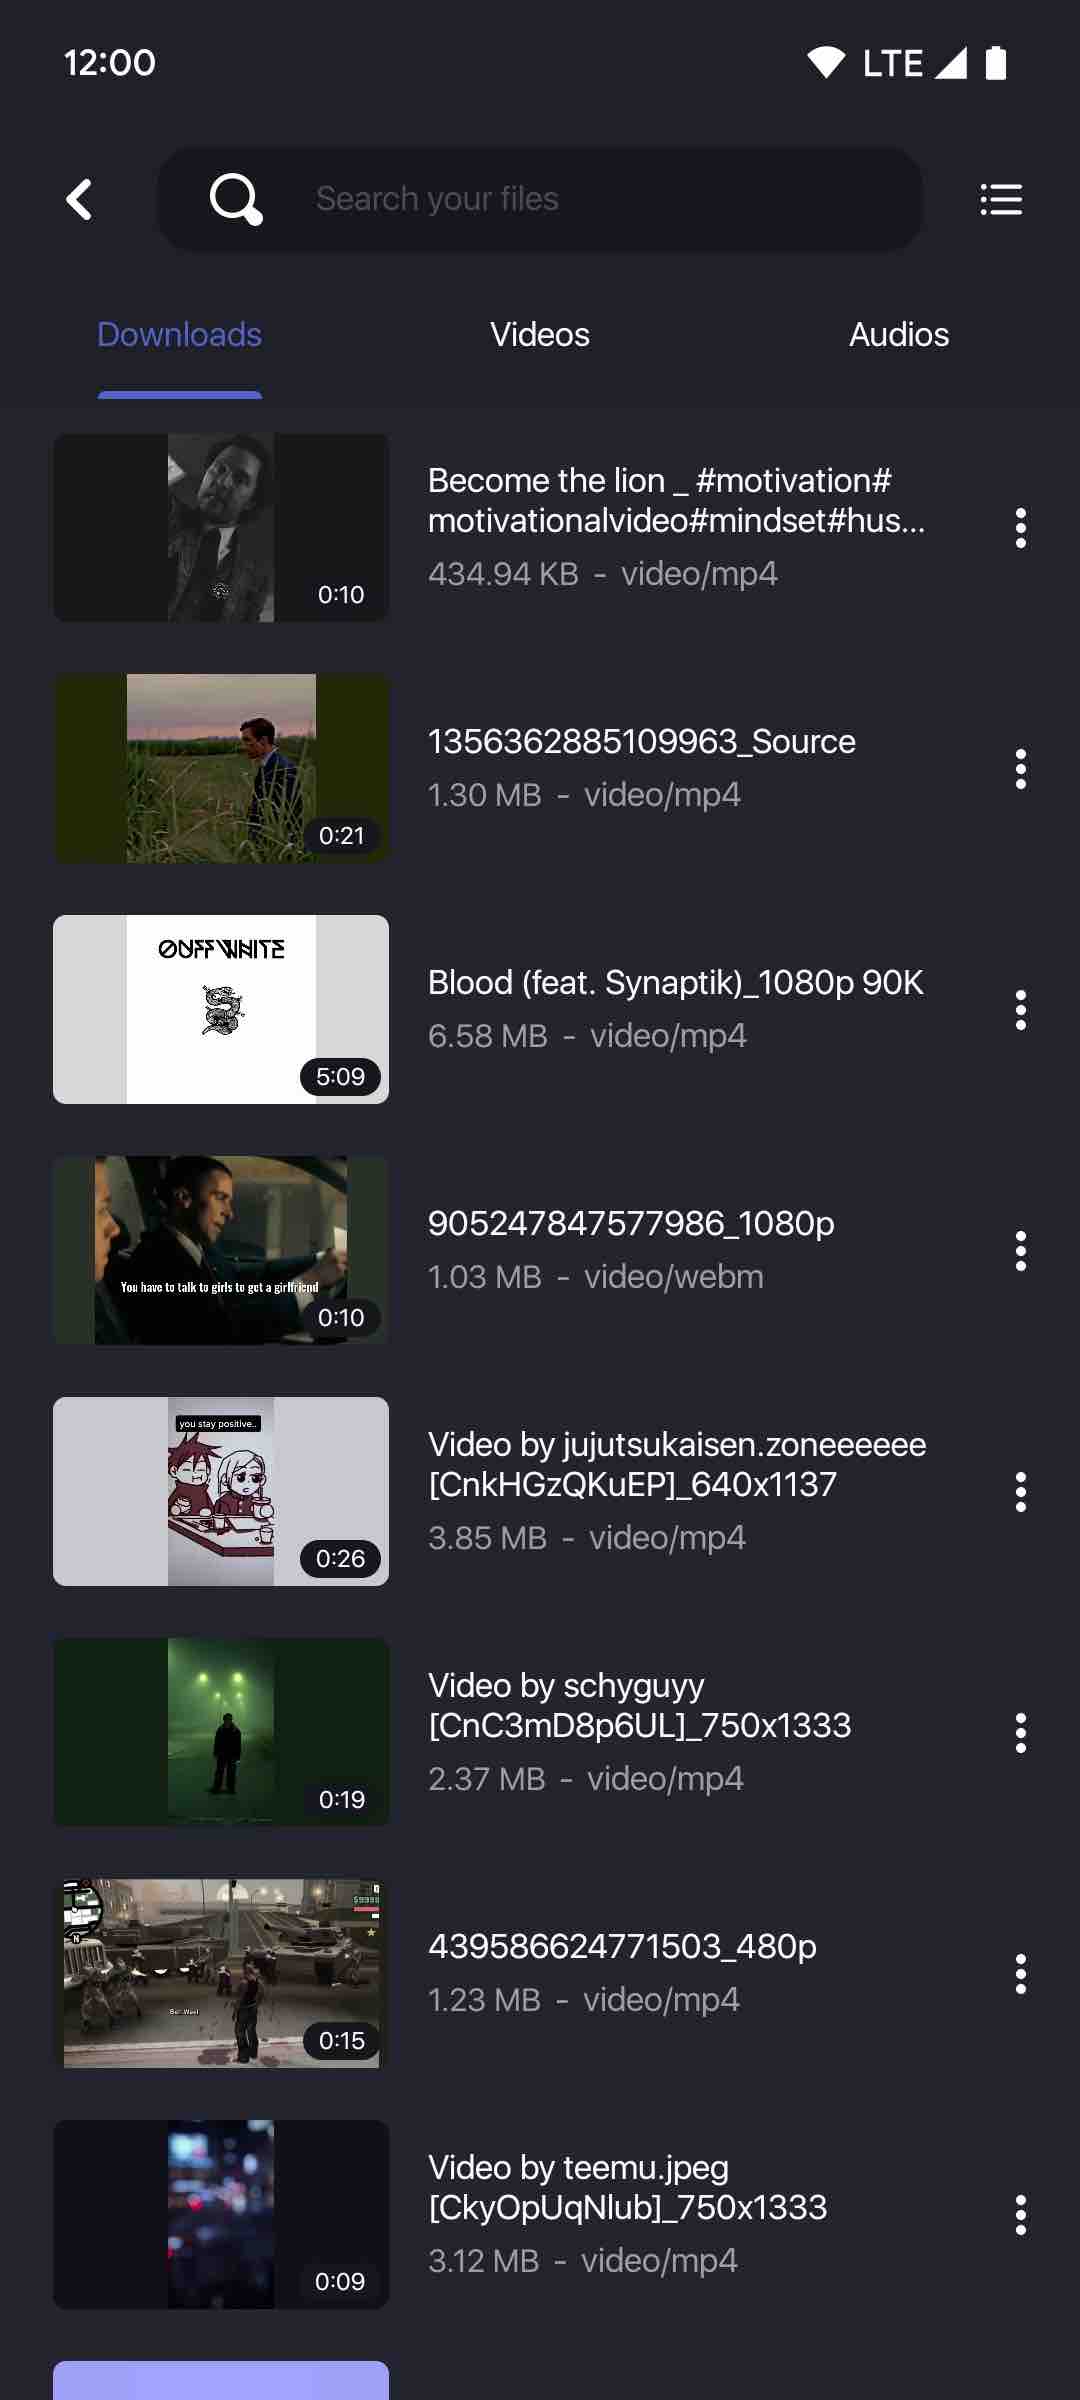 12:00
LTE
Search your files
Downloads
Videos
Audios
Become the lion _ #motivation#
motivationalvideo#mindset#hus...
434.94 KB - video/mp4
0:10
1356362885109963_Source
1.30 MB - video/mp4
0:21
ØUFF WHITE
Blood (feat. Synaptik)_1080p 90K
6.58 MB - video/mp4
5:09
You have to talk to girls to get a girlfriend
905247847577986_1080p
1.03 MB - video/webm
0:10
you stay positive..
Video by jujutsukaisen.zoneeeeee
[CnkHGzQKuEP]_640x1137
3.85 MB - video/mp4
0:26
Video by schyguyy
[CnC3mD8p6UL]_750x1333
2.37 MB - video/mp4
0:19
N
439586624771503_480p
1.23 MB - video/mp4
0:15
Video by teemu.jpeg
[CkyOpUqNlub]_750x1333
3.12 MB - video/mp4
0:09